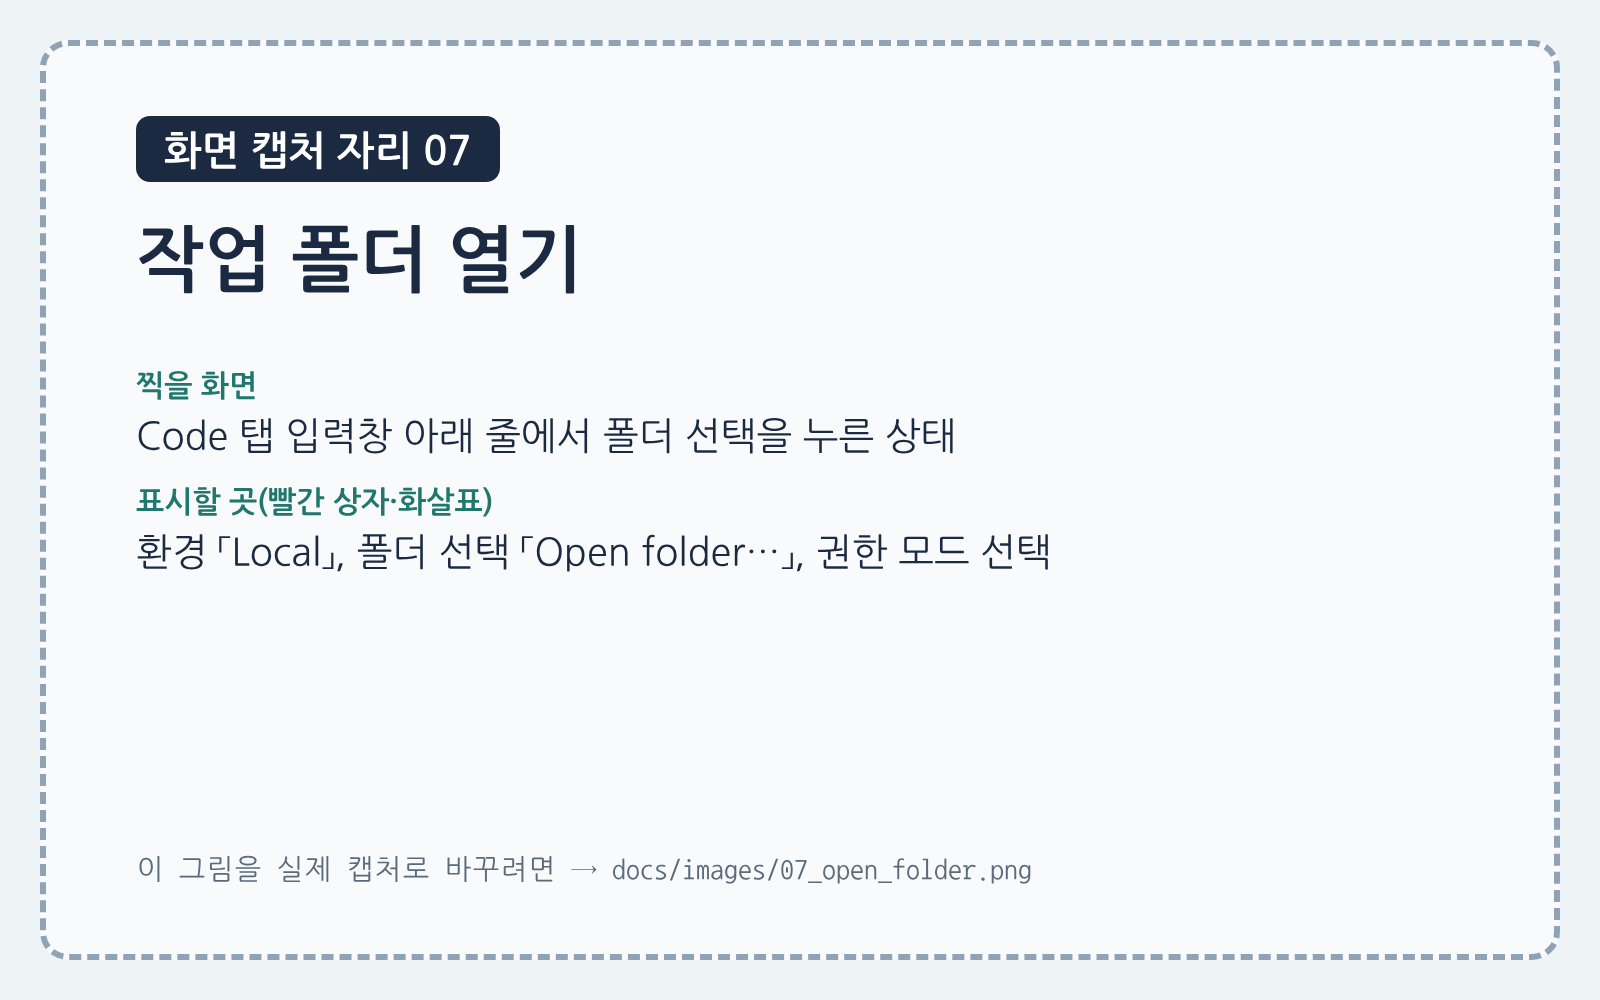 화면 캡처 자리 07
작업 폴더 열기
찍을 화면
Code 탭 입력창 아래 줄에서 폴더 선택을 누른 상태
표시할 곳(빨간 상자·화살표)
환경 「Local」, 폴더 선택 「Open folder…」, 권한 모드 선택
이 그림을 실제 캡처로 바꾸려면 → docs/images/07_open_folder.png